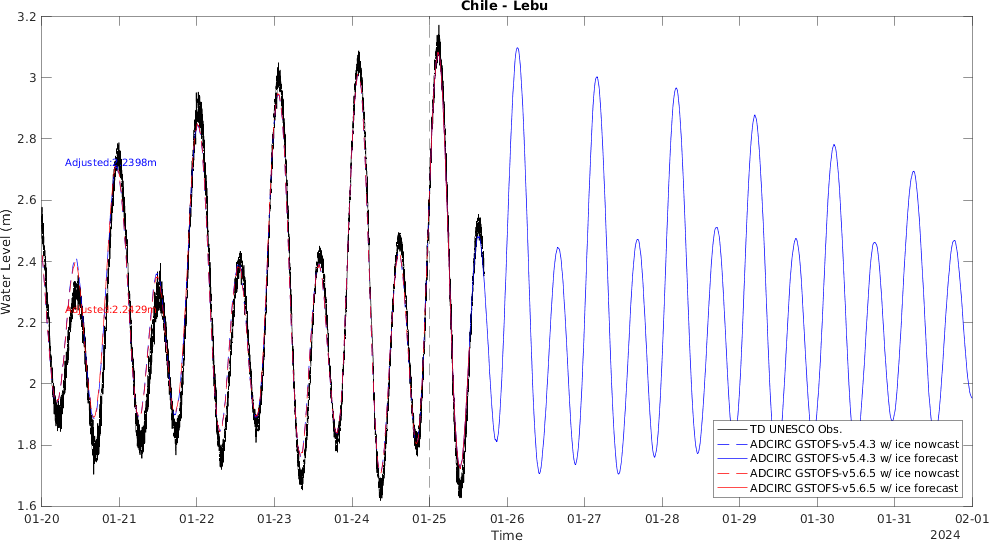 Chile - Lebu
3.2
3
2.8
2.6
2.4
2.2
2
1.8
1.6
Water Level (m)
Adjusted:2.2398m
Adjusted:2.2429m
TD UNESCO Obs.
ADCIRC GSTOFS-v5.4.3 w/ ice nowcast
ADCIRC GSTOFS-v5.4.3 w/ ice forecast
ADCIRC GSTOFS-v5.6.5 w/ ice nowcast
ADCIRC GSTOFS-v5.6.5 w/ ice forecast
01-20 01-21 01-22 01-23 01-24 01-25 01-26 01-27 01-28 01-29 01-30 01-31 02-01
Time
2024